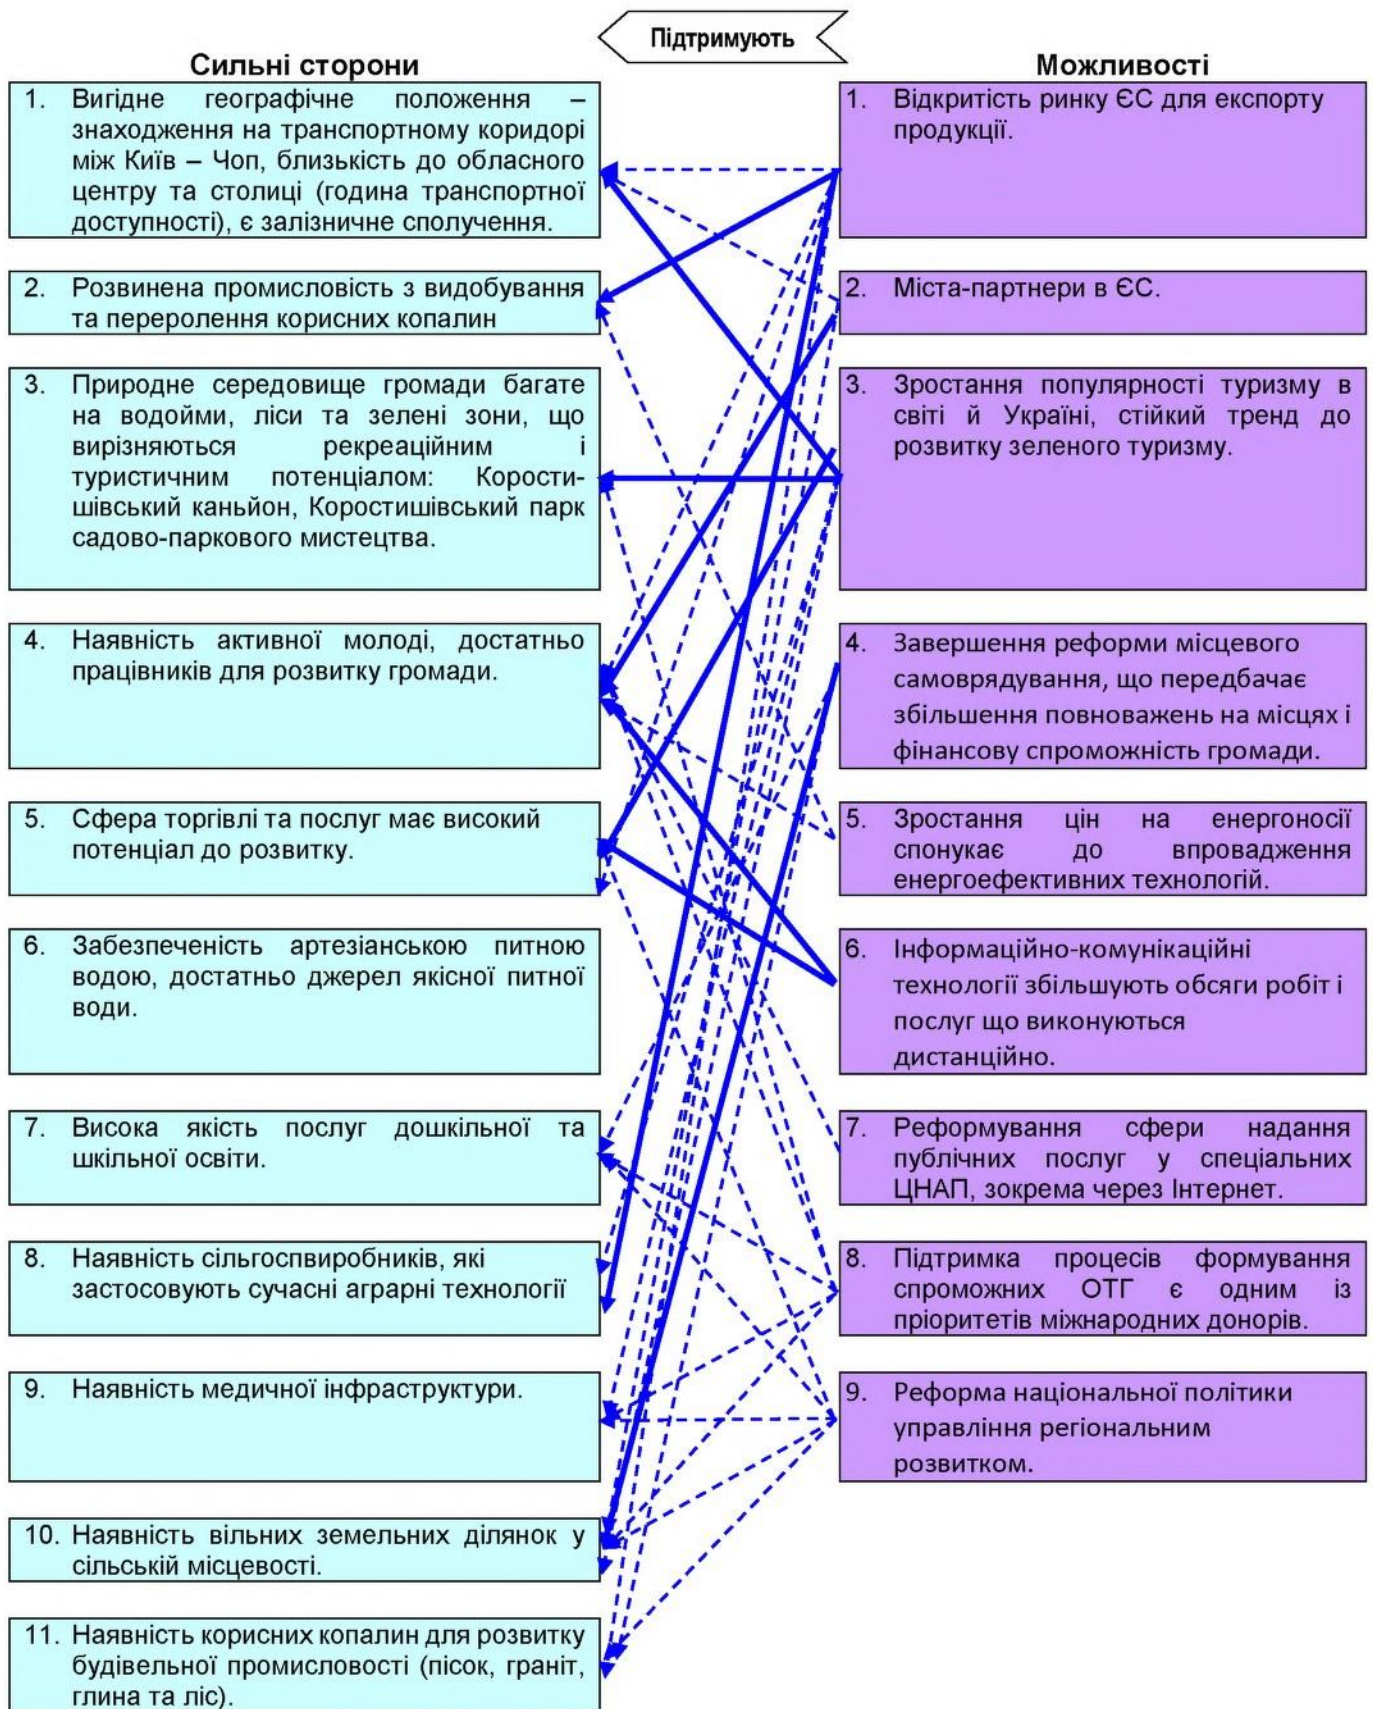 Підтримують
Сильні сторони
1. Вигідне географічне положення –
знаходження на транспортному коридорі
між Київ – Чоп, близькість до обласного
центру та столиці (година транспортної
доступності), є залізничне сполучення.
2. Розвинена промисловість з видобування
та переролення корисних копалин
3. Природне середовище громади багате
на водойми, ліси та зелені зони, що
вирізняються рекреаційним і
туристичним потенціалом: Корости-
шівський каньйон, Коростишівський парк
садово-паркового мистецтва.
4. Наявність активної молоді, достатньо
працівників для розвитку громади.
5. Сфера торгівлі та послуг має високий
потенціал до розвитку.
6. Забезпеченість артезіанською питною
водою, достатньо джерел якісної питної
води.
7. Висока якість послуг дошкільної та
шкільної освіти.
8. Наявність сільгоспвиробників, які
застосовують сучасні аграрні технології
9. Наявність медичної інфраструктури.
10. Наявність вільних земельних ділянок у
сільській місцевості.
11. Наявність корисних копалин для розвитку
будівельної промисловості (пісок, граніт,
глина та ліс).
Можливості
1. Відкритість ринку ЄС для експорту
продукції.
2. Міста-партнери в ЄС.
3. Зростання популярності туризму в
світі й Україні, стійкий тренд до
розвитку зеленого туризму.
4. Завершення реформи місцевого
самоврядування, що передбачає
збільшення повноважень на місцях і
фінансову спроможність громади.
5. Зростання цін на енергоносії
спонукає до впровадження
енергоефективних технологій.
6. Інформаційно-комунікаційні
технології збільшують обсяги робіт і
послуг що виконуються
дистанційно.
7. Реформування сфери надання
публічних послуг у спеціальних
ЦНАП, зокрема через Інтернет.
8. Підтримка процесів формування
спроможних ОТГ є одним із
пріоритетів міжнародних донорів.
9. Реформа національної політики
управління регіональним
розвитком.